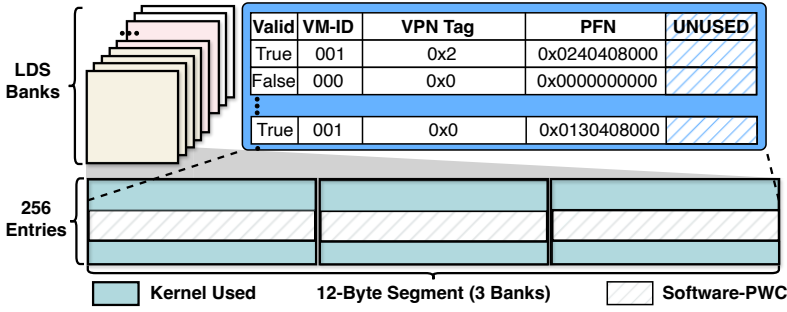 Valid VM-ID VPN Tag PFN UNUSED
True 001 0x2 0x0240408000
False 000 0x0 0x0000000000
True 001 0x0 0x0130408000
LDS
Banks
256
Entries
Kernel Used 12-Byte Segment (3 Banks) Software-PWC